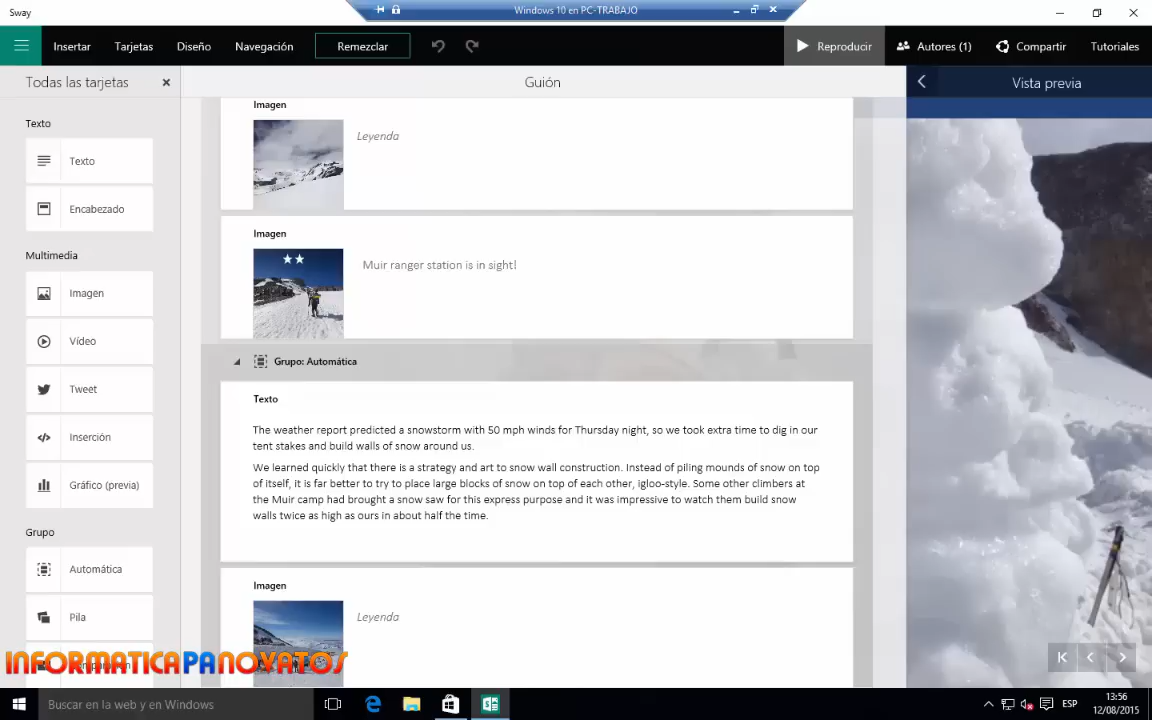 Sway
Windows 10 en PC-TRABAJO
Insertar
Tarjetas
Diseño
Navegación
Remezclar
Reproducir
Autores (1)
Compartir
Tutoriales
Todas las tarjetas
Guión
Vista previa
Texto
Texto
Encabezado
Multimedia
Imagen
Vídeo
Tweet
Inserción
Gráfico (previa)
Grupo
Automática
Pila
Imagen
Leyenda
Imagen
Muir ranger station is in sight!
Grupo: Automática
Texto
The weather report predicted a snowstorm with 50 mph winds for Thursday night, so we took extra time to dig in our
tent stakes and build walls of snow around us.
We learned quickly that there is a strategy and art to snow wall construction. Instead of piling mounds of snow on top
of itself, it is far better to try to place large blocks of snow on top of each other, igloo-style. Some other climbers at
the Muir camp had brought a snow saw for this express purpose and it was impressive to watch them build snow
walls twice as high as ours in about half the time.
Imagen
Leyenda
INFORMATICAPANOVATOS
Buscar en la web y en Windows
ESP
13:56
12/08/2015